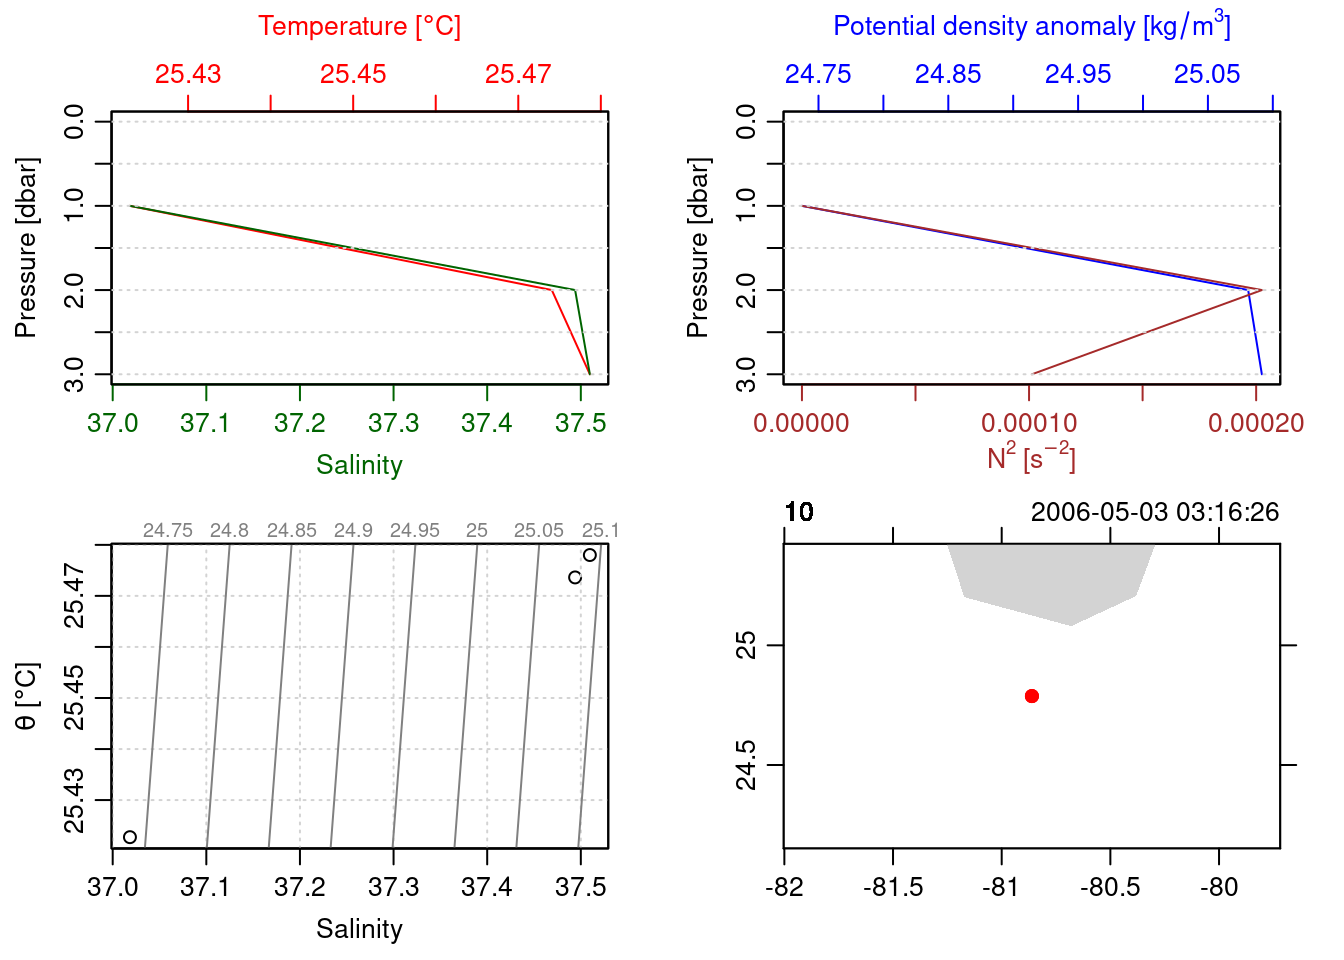 Temperature [°C]
25.43 25.45 25.47
Pressure [dbar]
0.0 1.0 2.0 3.0
37.0 37.1 37.2 37.3 37.4 37.5
Salinity
Potential density anomaly [kg/m³]
24.75 24.85 24.95 25.05
Pressure [dbar]
0.0 1.0 2.0 3.0
0.00000 0.00010 0.00020
N² [s⁻²]
24.75 24.8 24.85 24.9 24.95 25 25.05 25.1
θ [°C]
25.47 25.45 25.43
37.0 37.1 37.2 37.3 37.4 37.5
Salinity
10 2006-05-03 03:16:26
25 24.5
-82 -81.5 -81 -80.5 -80